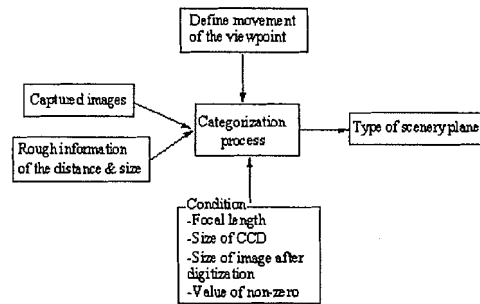 Define movement
of the viewpoint
Captured images
Categorization
process
Type of scenery plane
Rough information
of the distance & size
Condition
-Focal length
-Size of CCD
-Size of image after
digitization
-Value of non-zero